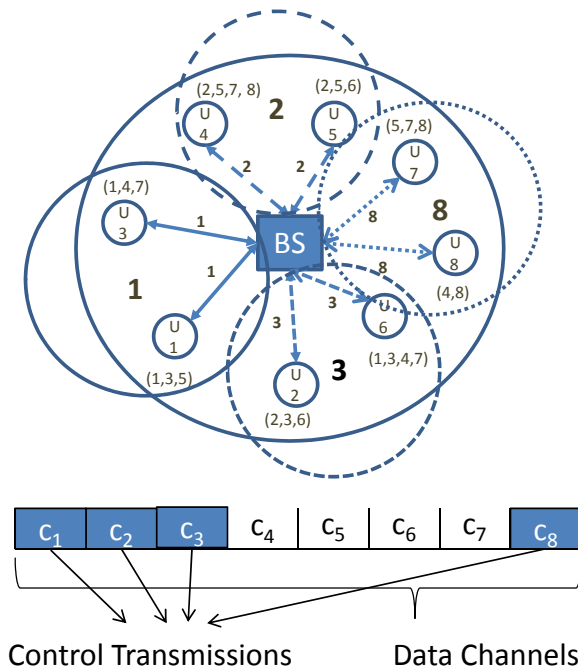 (2,5,7, 8)
(2,5,6)
2
U
4
U
5
(5,7,8)
U
7
2
2
(1,4,7)
U
3
1
8
8
BS
U
8
1
8
(4,8)
1
3
3
U
6
U
1
(1,3,4,7)
3
(1,3,5)
U
2
(2,3,6)
c1 c2 c3 c4 c5 c6 c7 c8
Control Transmissions Data Channels